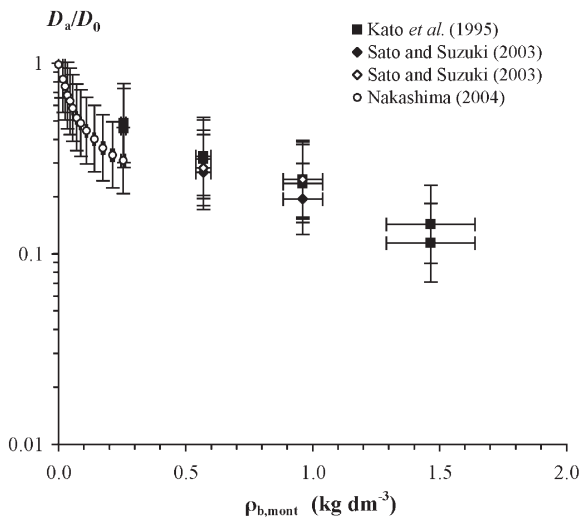 Dₐ/D₀
■ Kato et al. (1995)
◆ Sato and Suzuki (2003)
◇ Sato and Suzuki (2003)
○ Nakashima (2004)
1
0.1
0.01
0.0 0.5 1.0 1.5 2.0
ρb,mont (kg dm⁻³)